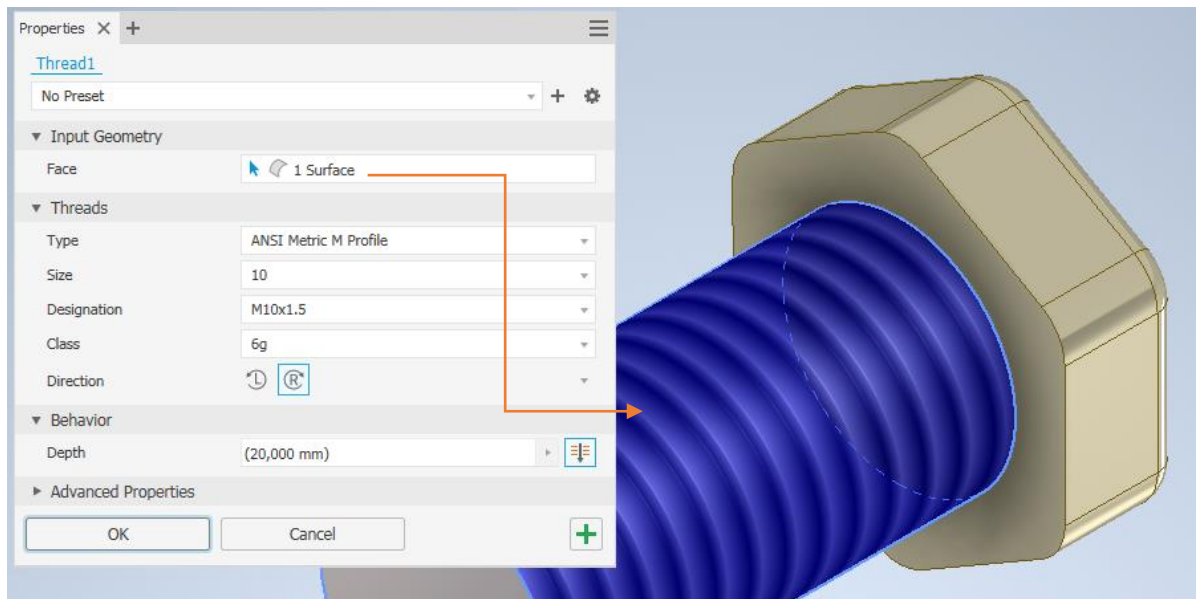 Properties
Thread1
No Preset
Input Geometry
Face 1 Surface
Threads
Type ANSI Metric M Profile
Size 10
Designation M10x1.5
Class 6g
Direction L R
Behavior
Depth (20,000 mm)
Advanced Properties
OK Cancel